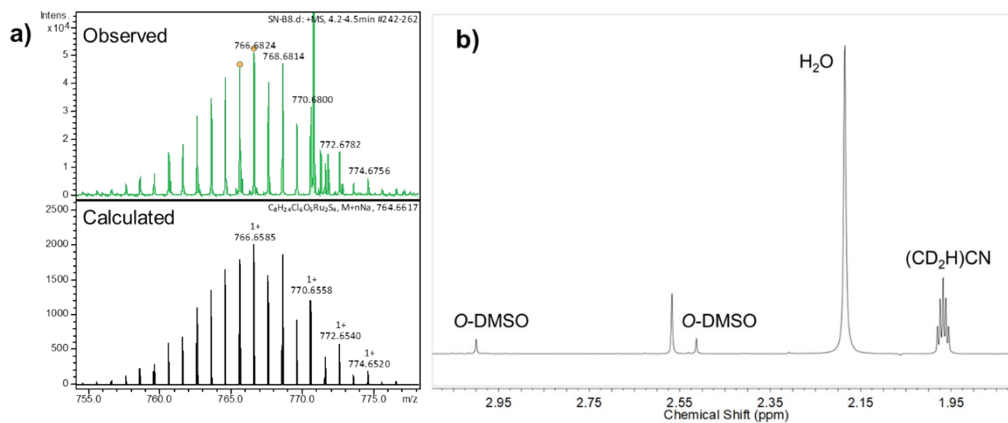 a)
Intens.
x10⁴
SN-B8.d: +MS, 4.2-4.5min #242-262
Observed
766.6824
768.6814
770.6800
772.6782
774.6756
5
4
3
2
1
0
Calculated
C₈H₂₄Cl₆O₅Ru₂S₄, M+nNa, 764.6617
1+
766.6585
1+
770.6558
1+
772.6540
1+
774.6520
2500
2000
1500
1000
500
0
755.0 760.0 765.0 770.0 775.0 m/z
b)
H₂O
(CD₂H)CN
O-DMSO
O-DMSO
2.95 2.75 2.55 2.35 2.15 1.95
Chemical Shift (ppm)